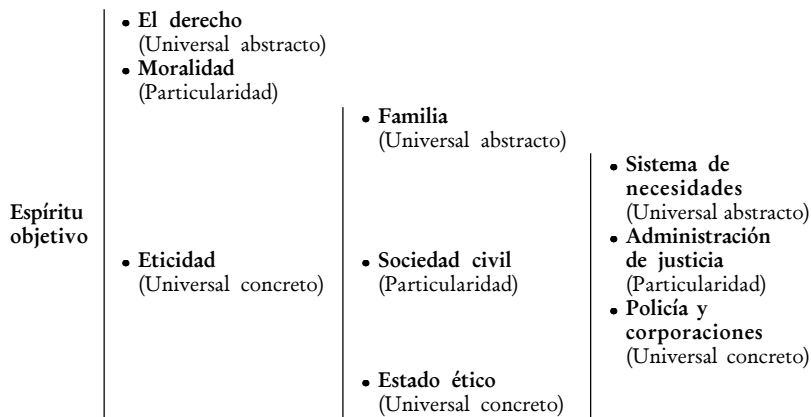 Espíritu
objetivo
• El derecho
(Universal abstracto)
• Moralidad
(Particularidad)
• Eticidad
(Universal concreto)
• Familia
(Universal abstracto)
• Sociedad civil
(Particularidad)
• Estado ético
(Universal concreto)
• Sistema de
necesidades
(Universal abstracto)
• Administración
de justicia
(Particularidad)
• Policía y
corporaciones
(Universal concreto)